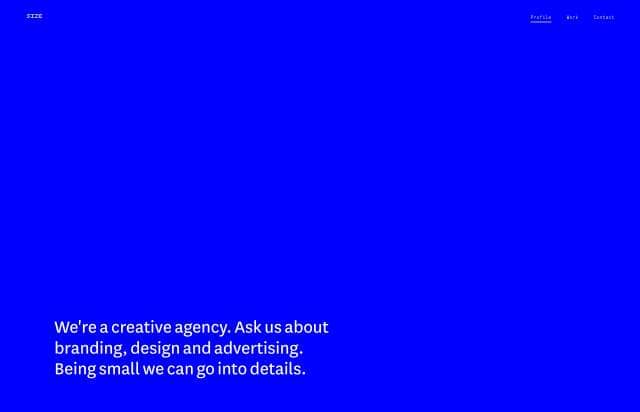 SIZE
Profile Work Contact
We're a creative agency. Ask us about
branding, design and advertising.
Being small we can go into details.